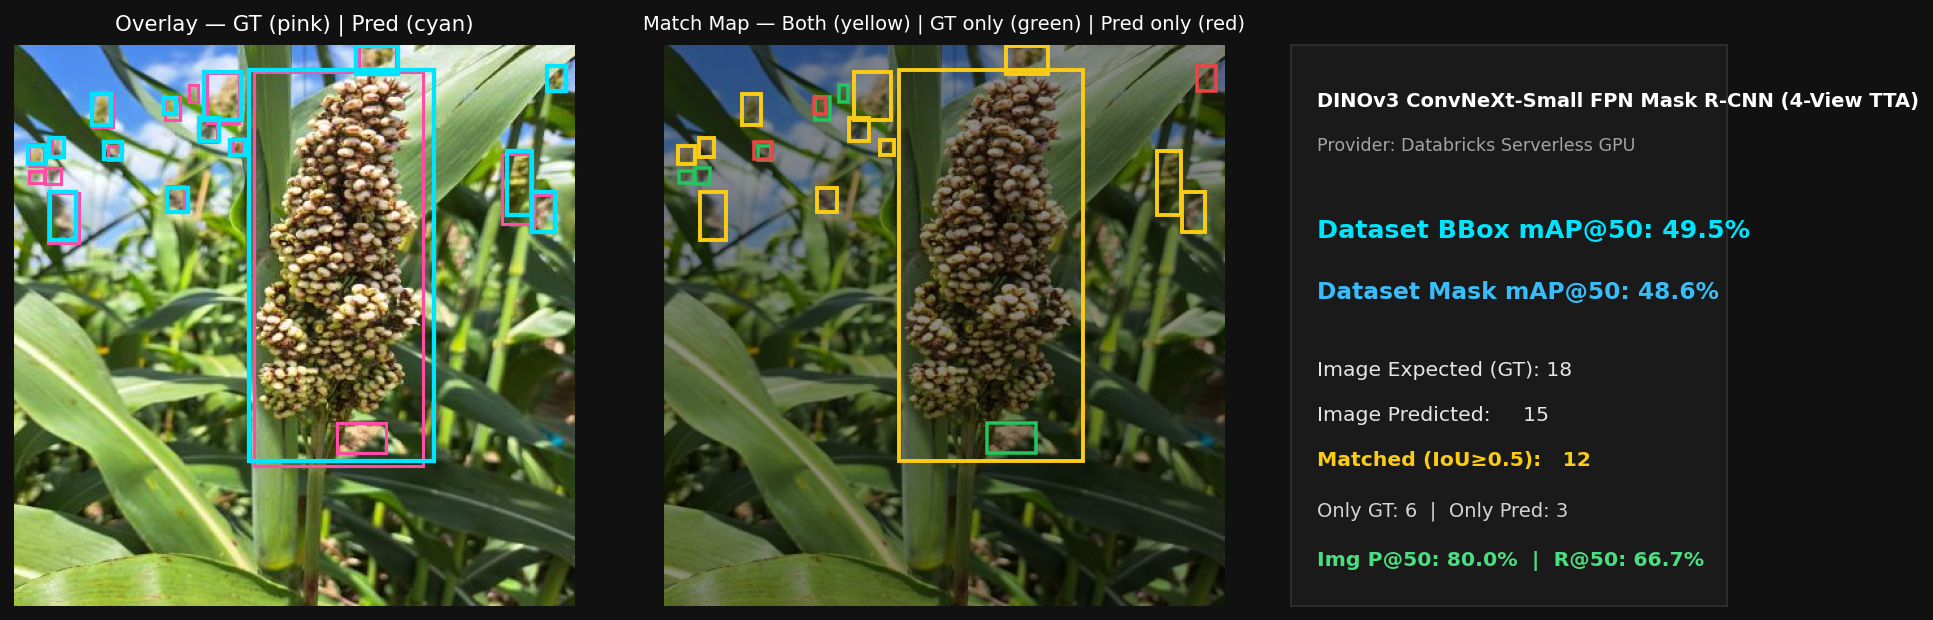 Overlay — GT (pink) | Pred (cyan)
Match Map — Both (yellow) | GT only (green) | Pred only (red)
DINOv3 ConvNeXt-Small FPN Mask R-CNN (4-View TTA)
Provider: Databricks Serverless GPU
Dataset BBox mAP@50: 49.5%
Dataset Mask mAP@50: 48.6%
Image Expected (GT): 18
Image Predicted: 15
Matched (IoU≥0.5): 12
Only GT: 6 | Only Pred: 3
Img P@50: 80.0% | R@50: 66.7%